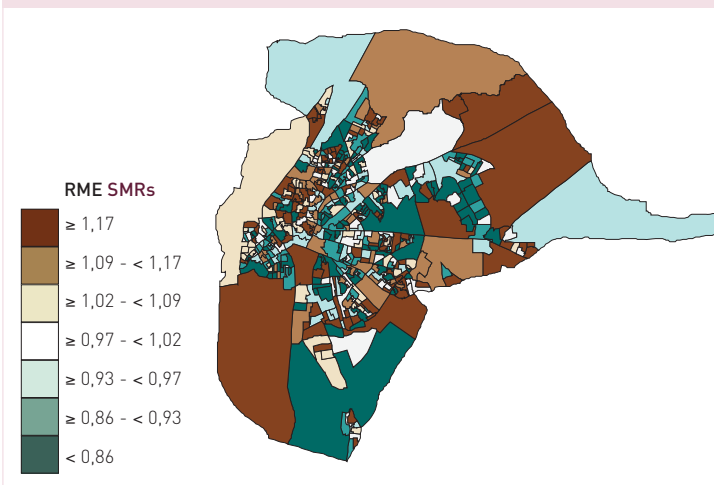 RME SMRs
≥ 1,17
≥ 1,09 - < 1,17
≥ 1,02 - < 1,09
≥ 0,97 - < 1,02
≥ 0,93 - < 0,97
≥ 0,86 - < 0,93
< 0,86